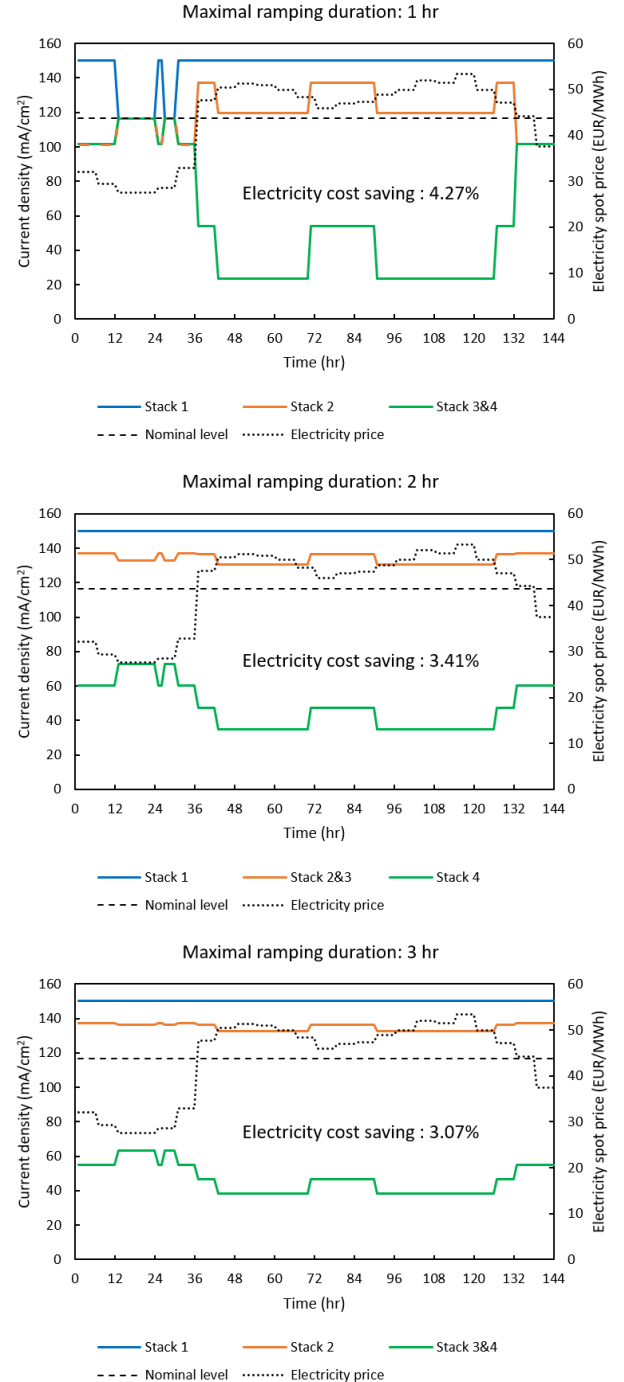 Maximal ramping duration: 1 hr
160
140
120
100
80
60
40
20
0
Current density (mA/cm²)
60
50
40
30
20
10
0
Electricity spot price (EUR/MWh)
Electricity cost saving : 4.27%
0 12 24 36 48 60 72 84 96 108 120 132 144
Time (hr)
Stack 1 Stack 2 Stack 3&4
Nominal level Electricity price
Maximal ramping duration: 2 hr
160
140
120
100
80
60
40
20
0
Current density (mA/cm²)
60
50
40
30
20
10
0
Electricity spot price (EUR/MWh)
Electricity cost saving : 3.41%
0 12 24 36 48 60 72 84 96 108 120 132 144
Time (hr)
Stack 1 Stack 2&3 Stack 4
Nominal level Electricity price
Maximal ramping duration: 3 hr
160
140
120
100
80
60
40
20
0
Current density (mA/cm²)
60
50
40
30
20
10
0
Electricity spot price (EUR/MWh)
Electricity cost saving : 3.07%
0 12 24 36 48 60 72 84 96 108 120 132 144
Time (hr)
Stack 1 Stack 2 Stack 3&4
Nominal level Electricity price